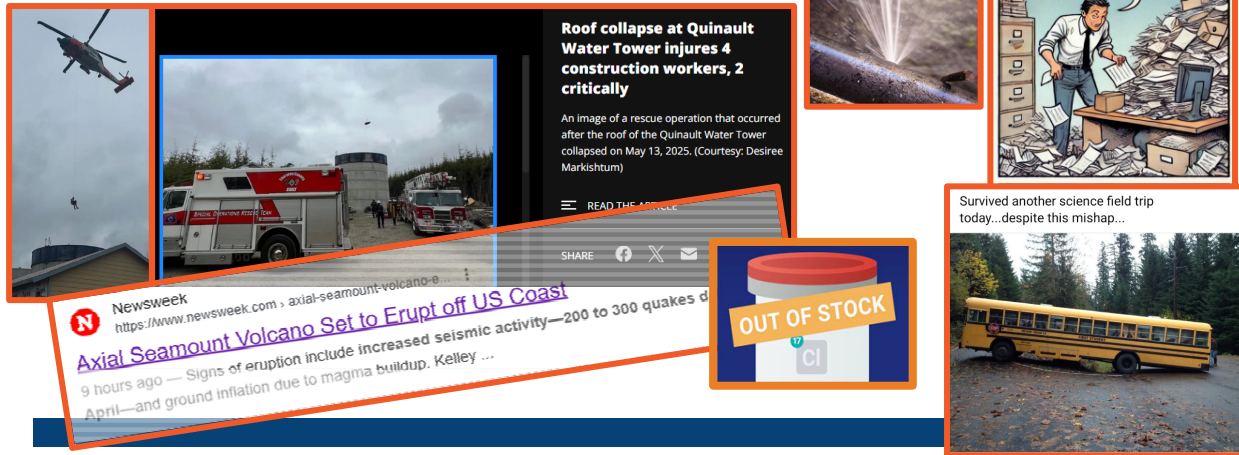 Roof collapse at Quinault
Water Tower injures 4
construction workers, 2
critically
An image of a rescue operation that occurred
after the roof of the Quinault Water Tower
collapsed on May 13, 2025. (Courtesy: Desiree
Markishtum)
READ THE ARTICLE
SHARE
SPECIAL OPERATIONS RESCUE TEAM
Newsweek
https://www.newsweek.com › axial-seamount-volcano-e...
Axial Seamount Volcano Set to Erupt off US Coast
9 hours ago — Signs of eruption include increased seismic activity—200 to 300 quakes d
April—and ground inflation due to magma buildup. Kelley ...
OUT OF STOCK
17
Cl
Survived another science field trip
today...despite this mishap...